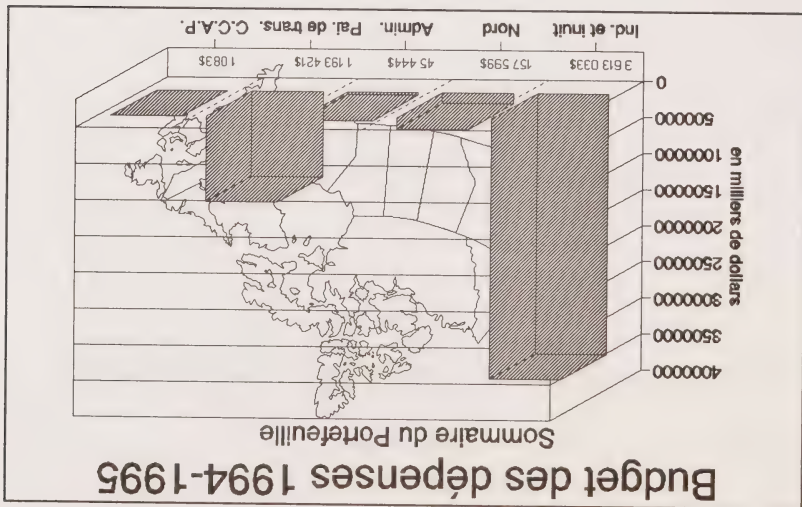 Budget des dépenses 1994-1995
Sommaire du Portefeuille
4000000
3500000
3000000
2500000
2000000
1500000
1000000
500000
0
en milliers de dollars
3 613 033$ 157 599$ 45 444$ 1 193 421$ 1 083$
Ind. et inuit Nord Admin. Pai. de trans. C.C.A.P.